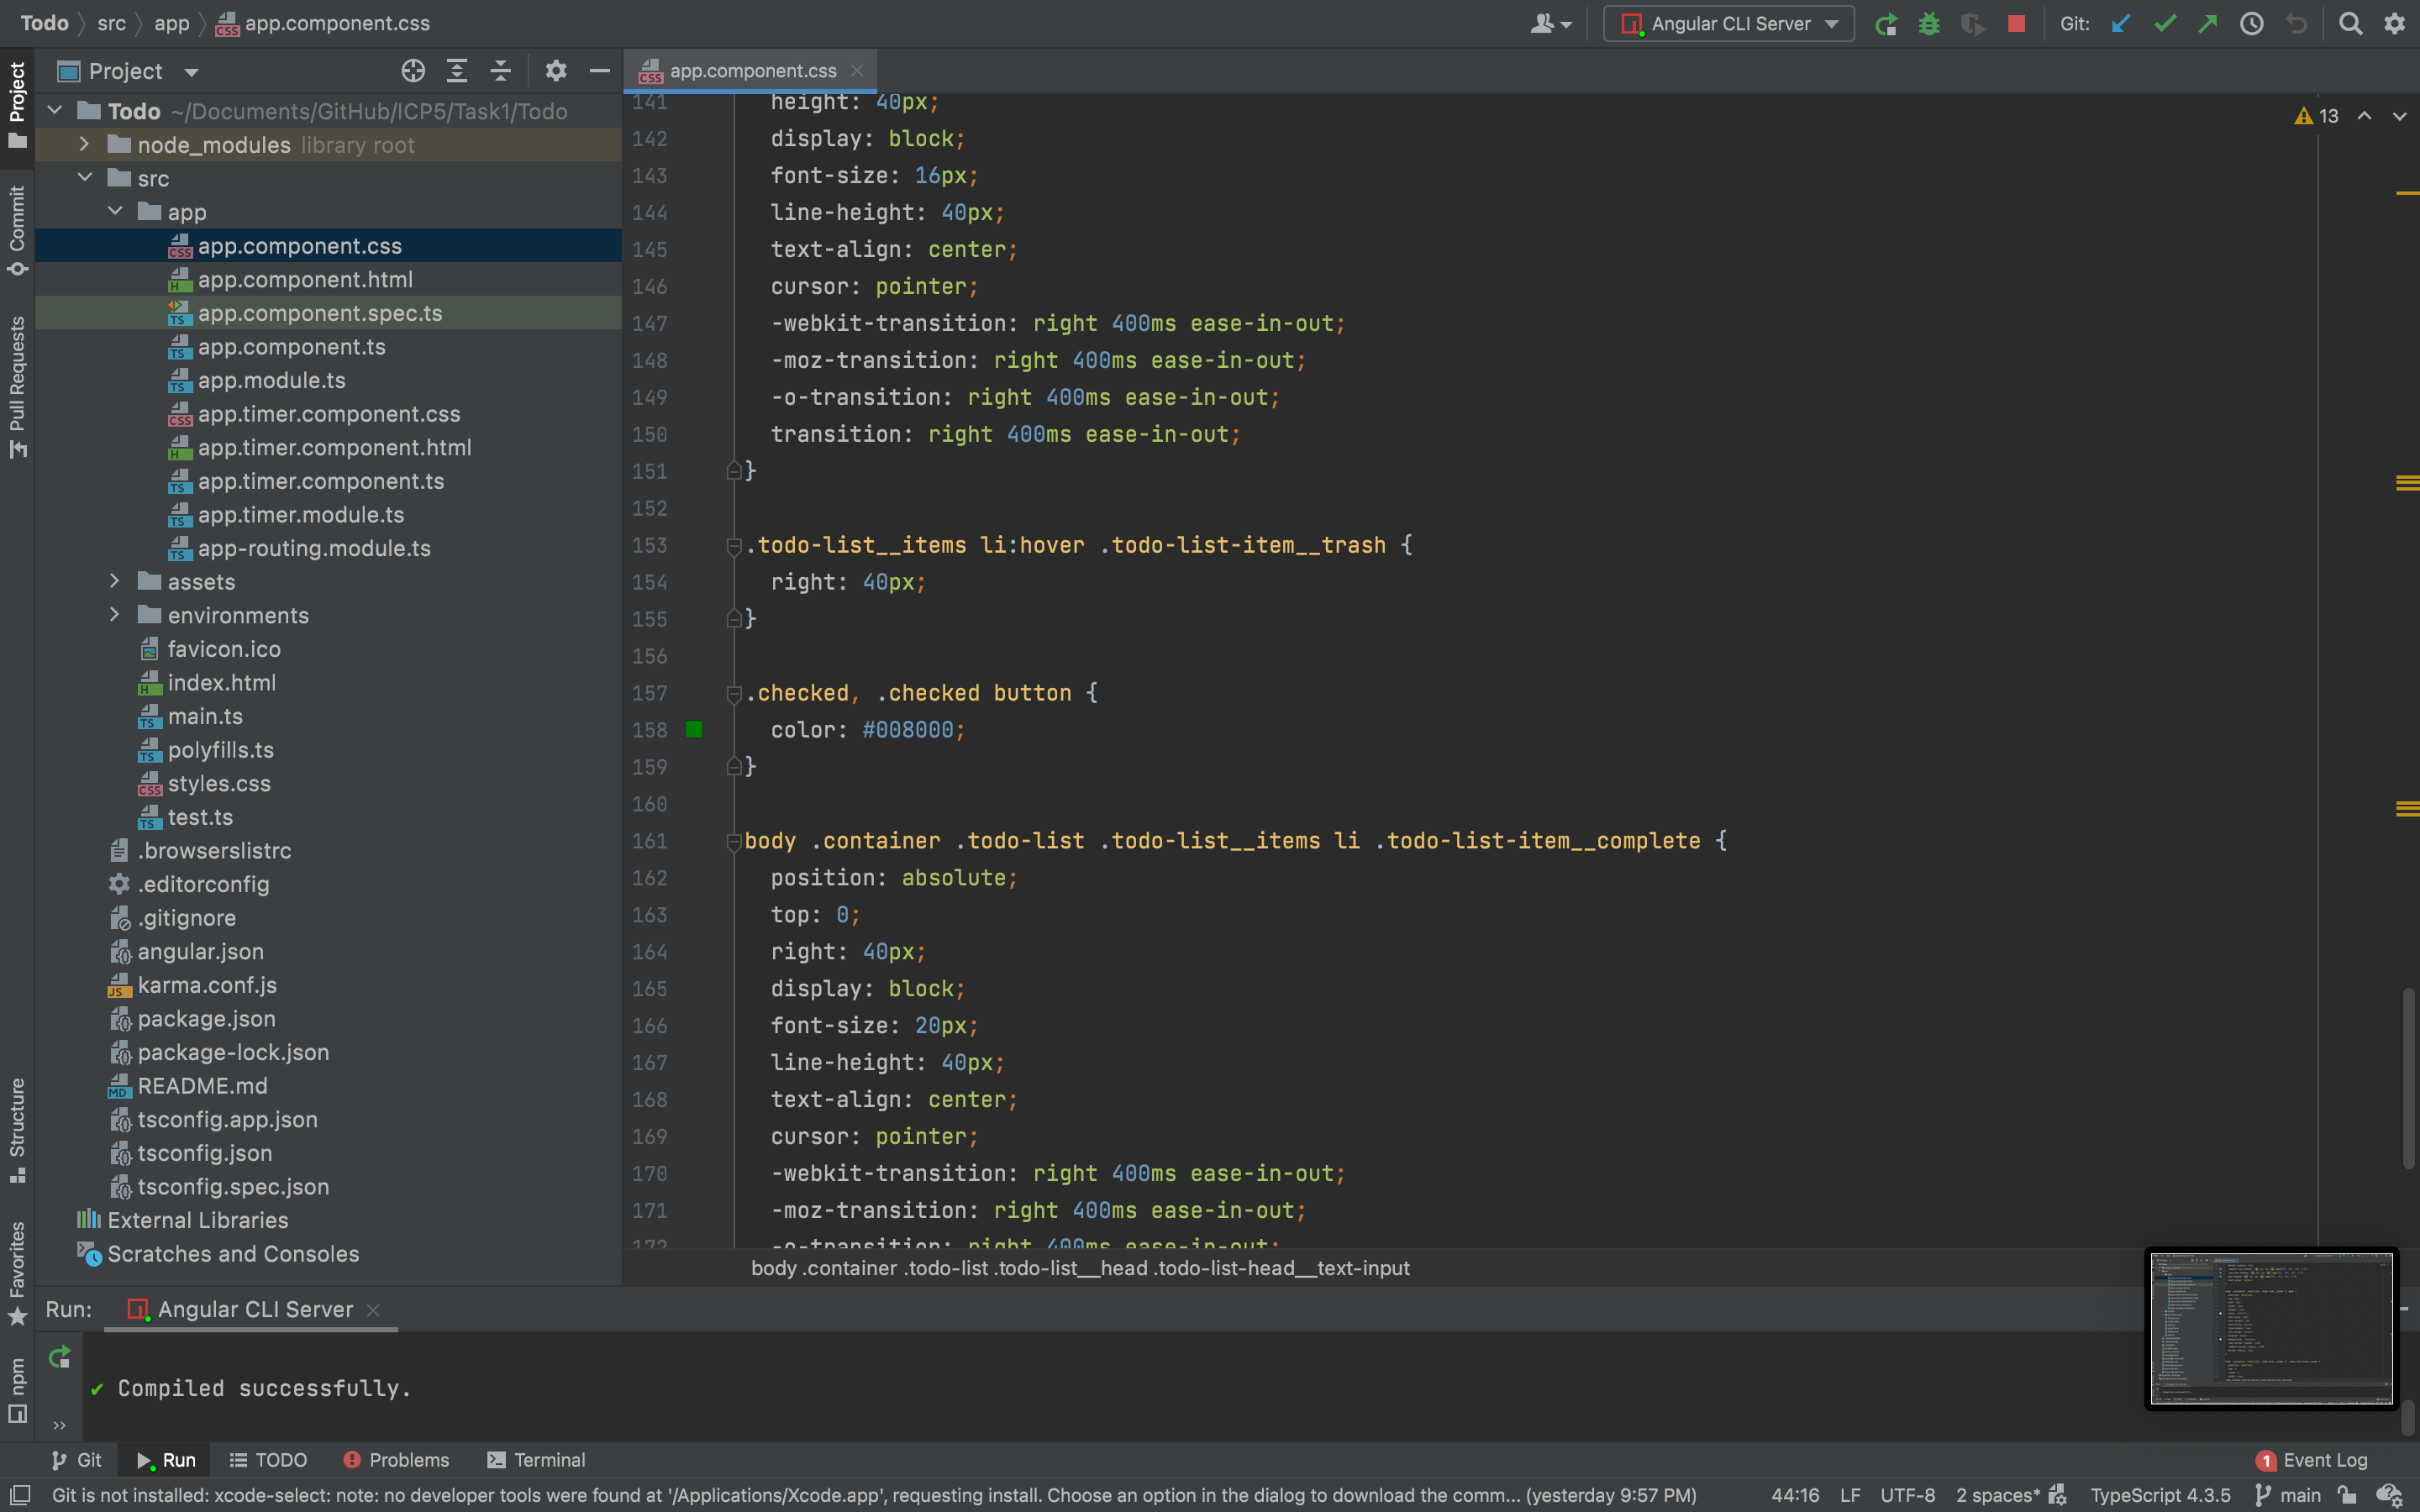 Todo src app app.component.css
Angular CLI Server
Git:
Project
app.component.css
Todo ~/Documents/GitHub/ICP5/Task1/Todo
node_modules library root
src
app
app.component.css
app.component.html
app.component.spec.ts
app.component.ts
app.module.ts
app.timer.component.css
app.timer.component.html
app.timer.component.ts
app.timer.module.ts
app-routing.module.ts
assets
environments
favicon.ico
index.html
main.ts
polyfills.ts
styles.css
test.ts
.browserslistrc
.editorconfig
.gitignore
angular.json
karma.conf.js
package.json
package-lock.json
README.md
tsconfig.app.json
tsconfig.json
tsconfig.spec.json
External Libraries
Scratches and Consoles
Project
Commit
Pull Requests
Structure
Favorites
npm
13
141 height: 40px;
142 display: block;
143 font-size: 16px;
144 line-height: 40px;
145 text-align: center;
146 cursor: pointer;
147 -webkit-transition: right 400ms ease-in-out;
148 -moz-transition: right 400ms ease-in-out;
149 -o-transition: right 400ms ease-in-out;
150 transition: right 400ms ease-in-out;
151 }
152
153 .todo-list__items li:hover .todo-list-item__trash {
154 right: 40px;
155 }
156
157 .checked, .checked button {
158 color: #008000;
159 }
160
161 body .container .todo-list .todo-list__items li .todo-list-item__complete {
162 position: absolute;
163 top: 0;
164 right: 40px;
165 display: block;
166 font-size: 20px;
167 line-height: 40px;
168 text-align: center;
169 cursor: pointer;
170 -webkit-transition: right 400ms ease-in-out;
171 -moz-transition: right 400ms ease-in-out;
172 -o-transition: right 400ms ease-in-out;
body .container .todo-list .todo-list__head .todo-list-head__text-input
Run: Angular CLI Server
✔ Compiled successfully.
Git Run TODO Problems Terminal
1 Event Log
Git is not installed: xcode-select: note: no developer tools were found at '/Applications/Xcode.app', requesting install. Choose an option in the dialog to download the comm... (yesterday 9:57 PM)
44:16 LF UTF-8 2 spaces* TypeScript 4.3.5 main